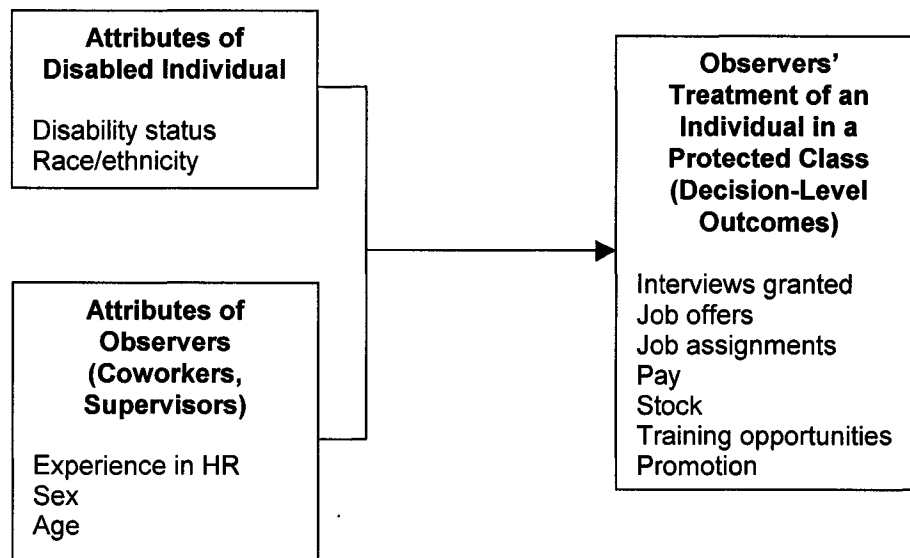 Attributes of
Disabled Individual
Disability status
Race/ethnicity
Attributes of
Observers
(Coworkers,
Supervisors)
Experience in HR
Sex
Age
Observers'
Treatment of an
Individual in a
Protected Class
(Decision-Level
Outcomes)
Interviews granted
Job offers
Job assignments
Pay
Stock
Training opportunities
Promotion